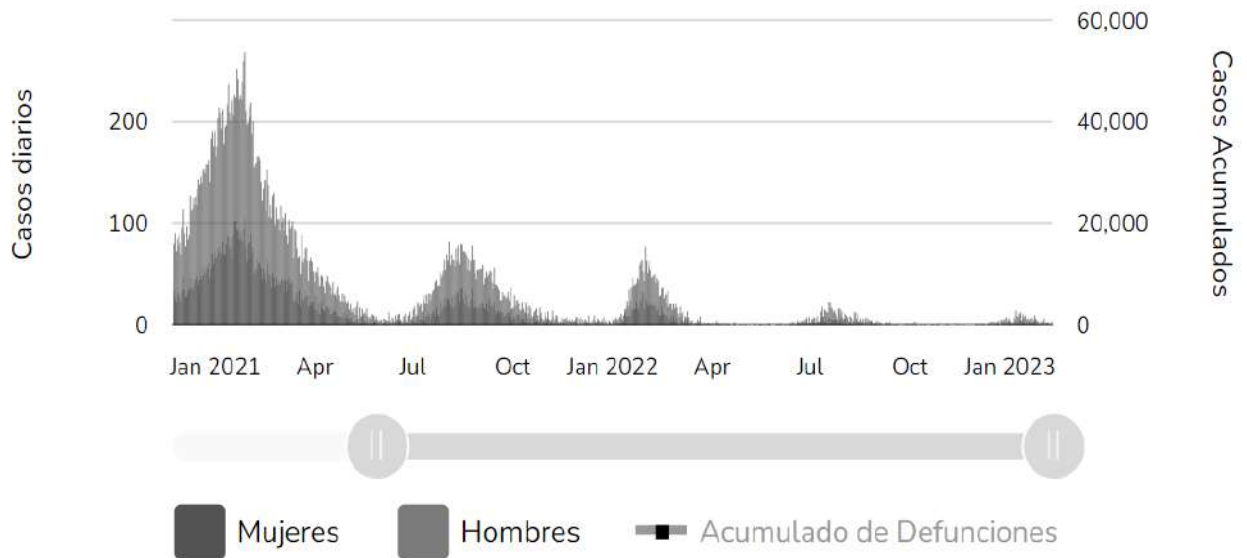 Casos diarios
200
100
0
60,000
40,000
20,000
0
Casos Acumulados
Jan 2021 Apr Jul Oct Jan 2022 Apr Jul Oct Jan 2023
Mujeres Hombres Acumulado de Defunciones